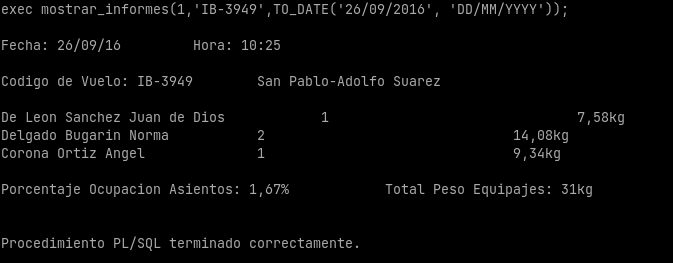 exec mostrar_informes(1,'IB-3949',TO_DATE('26/09/2016', 'DD/MM/YYYY'));
Fecha: 26/09/16 Hora: 10:25
Codigo de Vuelo: IB-3949 San Pablo-Adolfo Suarez
De Leon Sanchez Juan de Dios 1 7,58kg
Delgado Bugarin Norma 2 14,08kg
Corona Ortiz Angel 1 9,34kg
Porcentaje Ocupacion Asientos: 1,67% Total Peso Equipajes: 31kg
Procedimiento PL/SQL terminado correctamente.